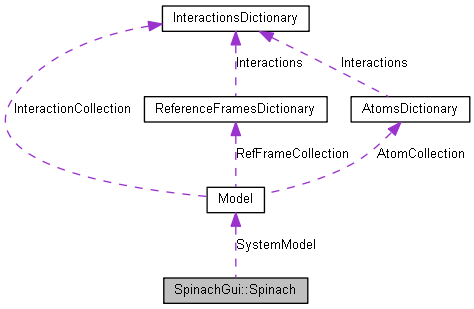 InteractionsDictionary
Interactions
Interactions
InteractionCollection
ReferenceFramesDictionary
AtomsDictionary
RefFrameCollection
AtomCollection
Model
SystemModel
SpinachGui::Spinach